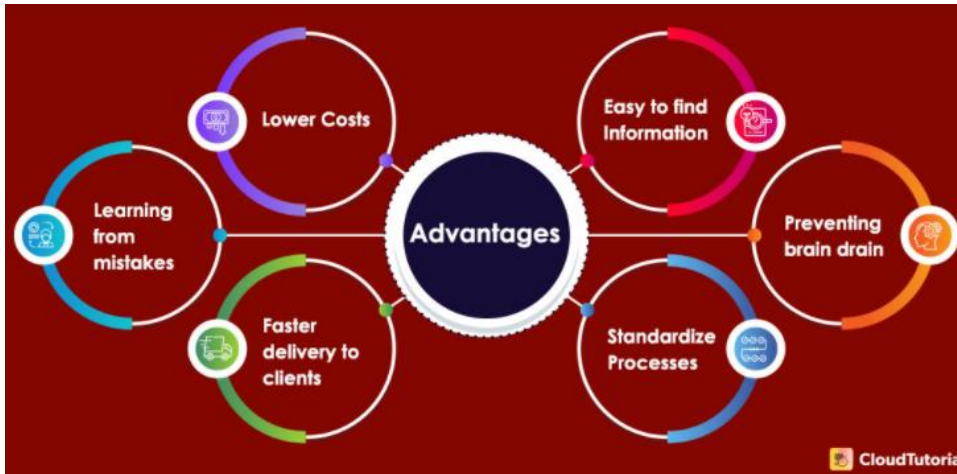 Lower Costs
Easy to find
Information
Learning
from
mistakes
Advantages
Preventing
brain drain
Faster
delivery to
clients
Standardize
Processes
CloudTutoria